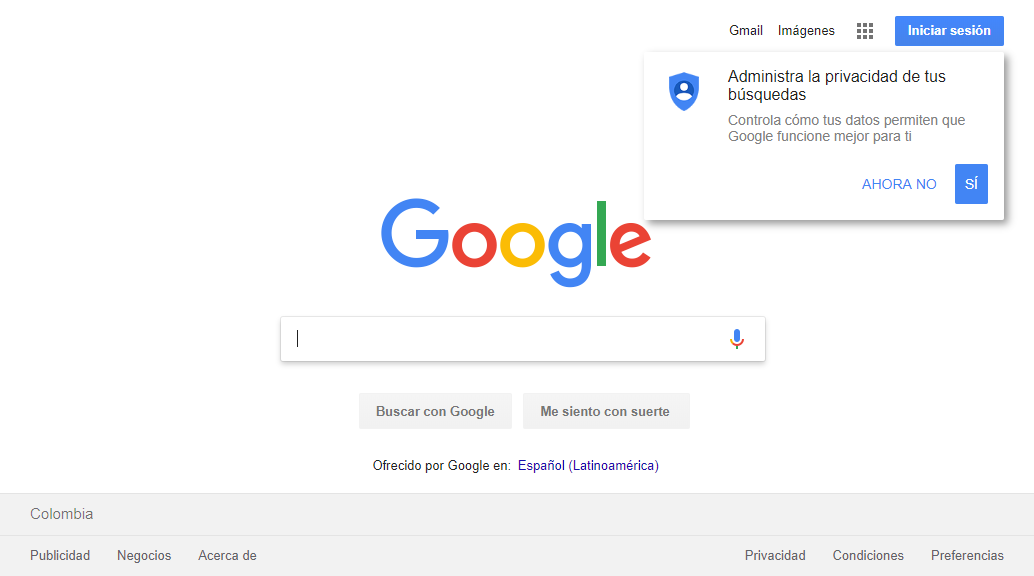 Gmail Imágenes Iniciar sesión
Administra la privacidad de tus
búsquedas
Controla cómo tus datos permiten que
Google funcione mejor para ti
AHORA NO SÍ
Google
Buscar con Google Me siento con suerte
Ofrecido por Google en: Español (Latinoamérica)
Colombia
Publicidad Negocios Acerca de Privacidad Condiciones Preferencias